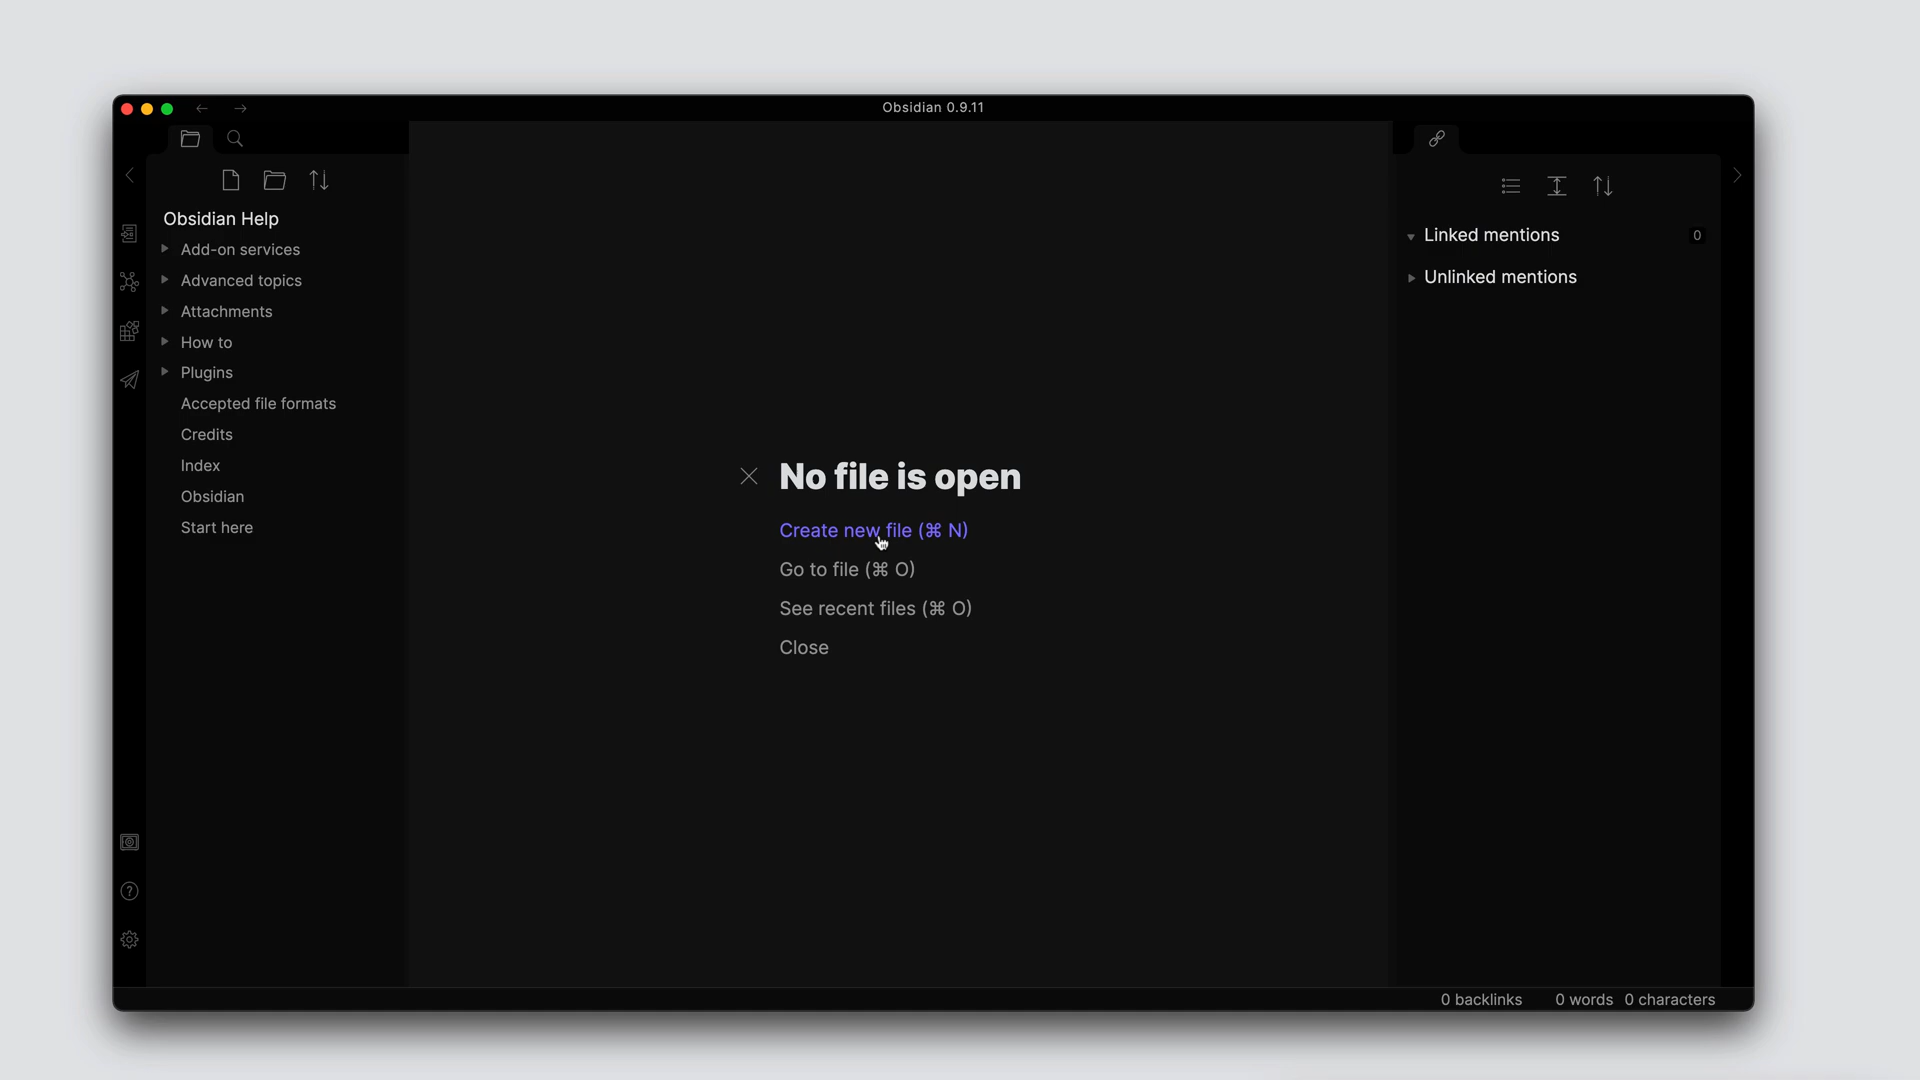 Obsidian 0.9.11
Obsidian Help
Add-on services
Advanced topics
Attachments
How to
Plugins
Accepted file formats
Credits
Index
Obsidian
Start here
No file is open
Create new file (⌘ N)
Go to file (⌘ O)
See recent files (⌘ O)
Close
Linked mentions 0
Unlinked mentions
0 backlinks 0 words 0 characters